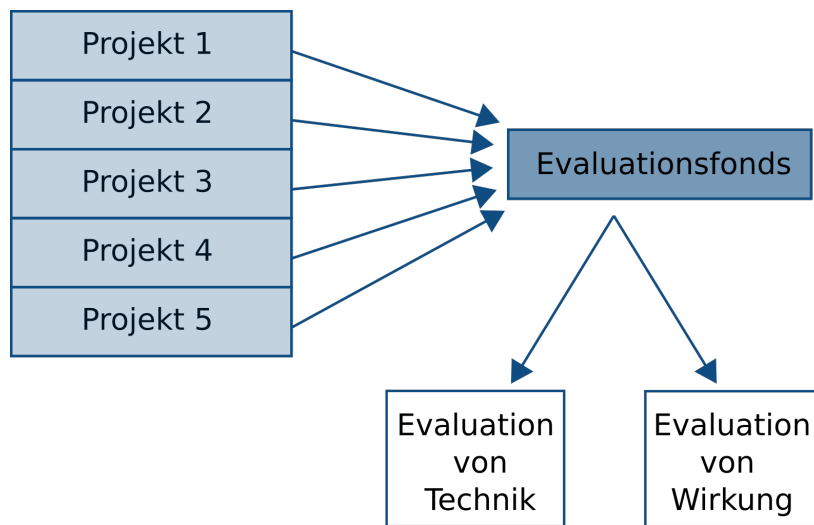 Projekt 1
Projekt 2
Projekt 3
Projekt 4
Projekt 5
Evaluationsfonds
Evaluation
von
Technik
Evaluation
von
Wirkung